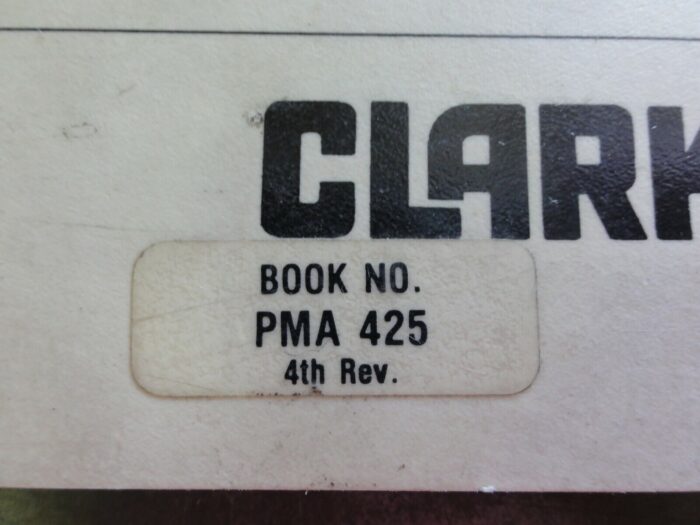 CLARK
BOOK NO.
PMA 425
4th Rev.